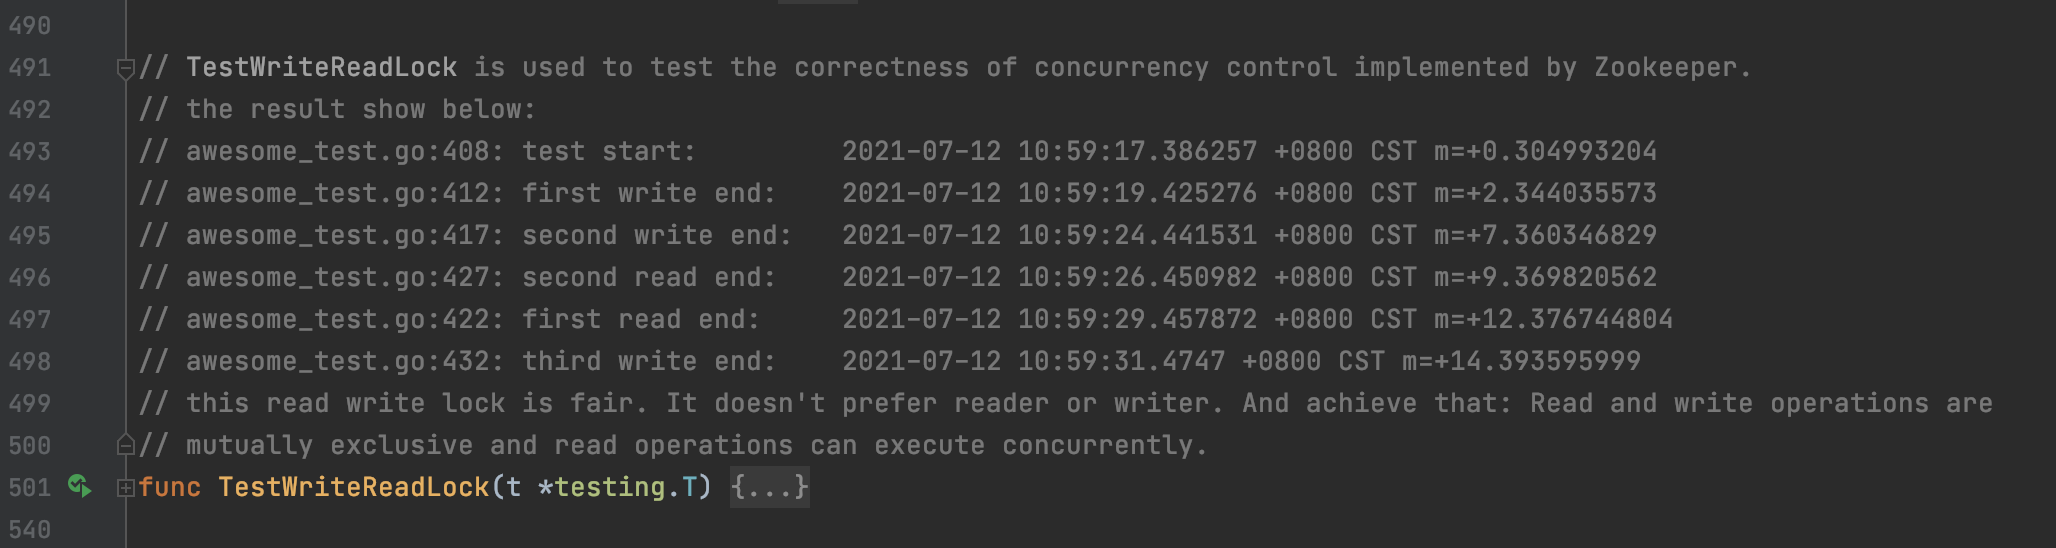 490
491 // TestWriteReadLock is used to test the correctness of concurrency control implemented by Zookeeper.
492 // the result show below:
493 // awesome_test.go:408: test start: 2021-07-12 10:59:17.386257 +0800 CST m=+0.304993204
494 // awesome_test.go:412: first write end: 2021-07-12 10:59:19.425276 +0800 CST m=+2.344035573
495 // awesome_test.go:417: second write end: 2021-07-12 10:59:24.441531 +0800 CST m=+7.360346829
496 // awesome_test.go:427: second read end: 2021-07-12 10:59:26.450982 +0800 CST m=+9.369820562
497 // awesome_test.go:422: first read end: 2021-07-12 10:59:29.457872 +0800 CST m=+12.376744804
498 // awesome_test.go:432: third write end: 2021-07-12 10:59:31.4747 +0800 CST m=+14.393595999
499 // this read write lock is fair. It doesn't prefer reader or writer. And achieve that: Read and write operations are
500 // mutually exclusive and read operations can execute concurrently.
501 func TestWriteReadLock(t *testing.T) {...}
540